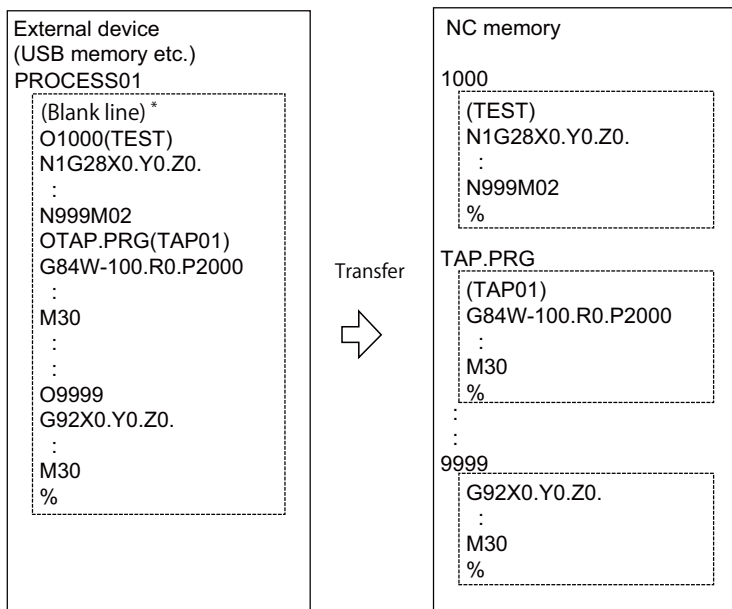 External device
(USB memory etc.)
PROCESS01
(Blank line) *
O1000(TEST)
N1G28X0.Y0.Z0.
:
N999M02
OTAP.PRG(TAP01)
G84W-100.R0.P2000
:
M30
:
:
O9999
G92X0.Y0.Z0.
:
M30
%
Transfer
NC memory
1000
(TEST)
N1G28X0.Y0.Z0.
:
N999M02
%
TAP.PRG
(TAP01)
G84W-100.R0.P2000
:
M30
%
:
:
9999
G92X0.Y0.Z0.
:
M30
%